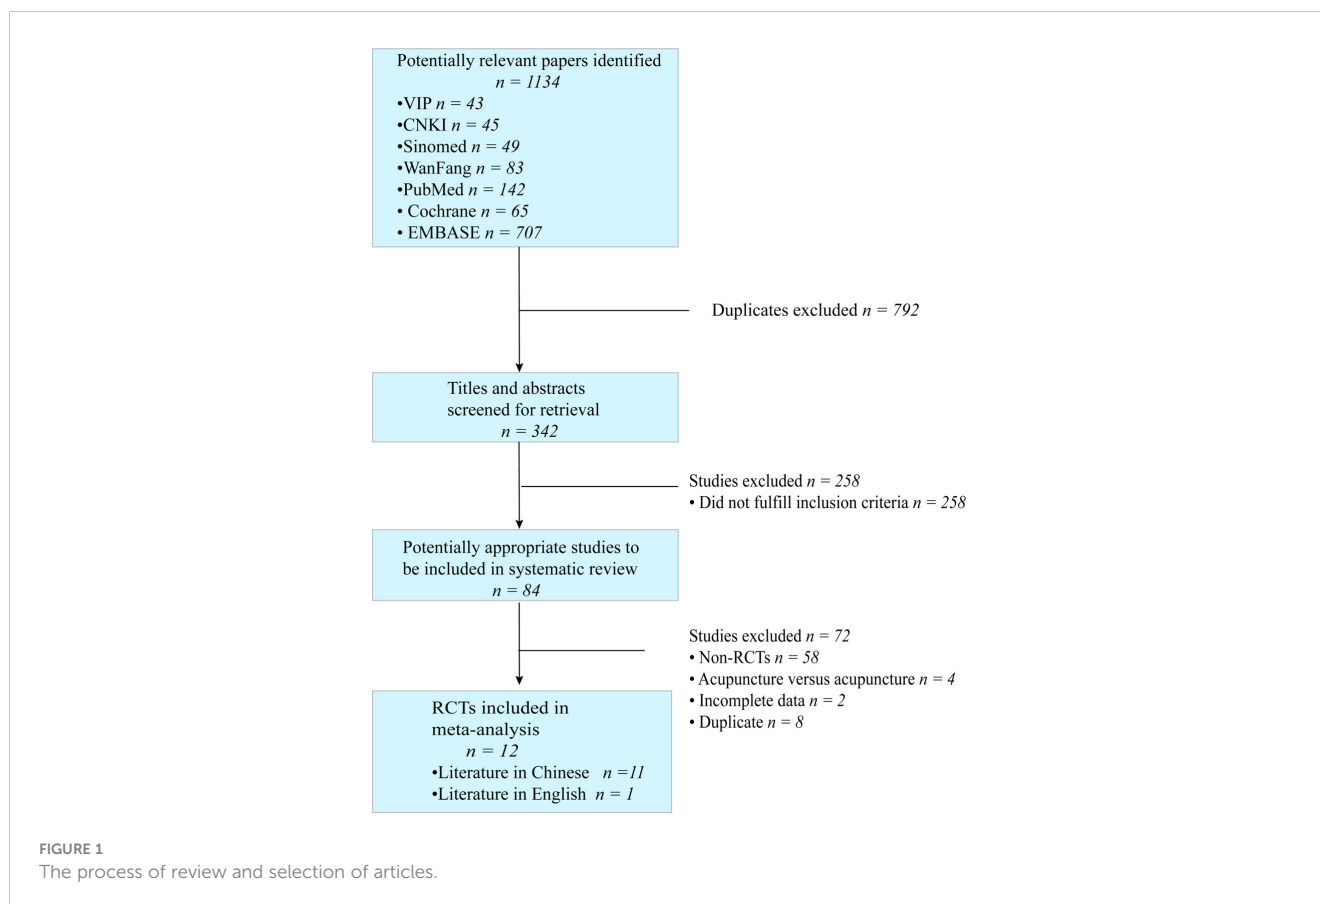 Potentially relevant papers identified
n = 1134
•VIP n = 43
•CNKI n = 45
•Sinomed n = 49
•WanFang n = 83
•PubMed n = 142
• Cochrane n = 65
• EMBASE n = 707
Duplicates excluded n = 792
Titles and abstracts
screened for retrieval
n = 342
Studies excluded n = 258
• Did not fulfill inclusion criteria n = 258
Potentially appropriate studies to
be included in systematic review
n = 84
Studies excluded n = 72
• Non-RCTs n = 58
• Acupuncture versus acupuncture n = 4
• Incomplete data n = 2
• Duplicate n = 8
RCTs included in
meta-analysis
n = 12
•Literature in Chinese n =11
•Literature in English n = 1
FIGURE 1
The process of review and selection of articles.